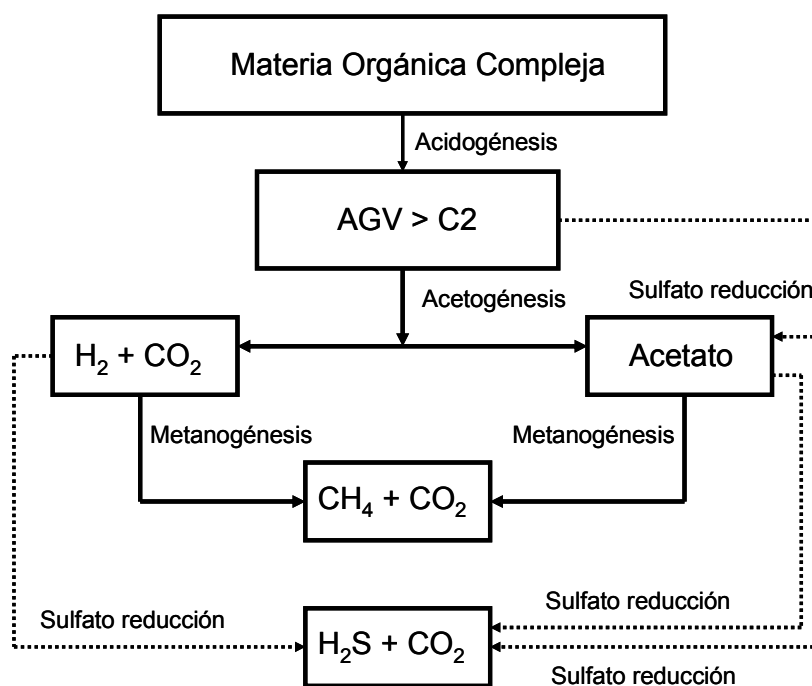 Materia Orgánica Compleja
Acidogénesis
AGV > C2
Acetogénesis
Sulfato reducción
H₂ + CO₂
Acetato
Metanogénesis
Metanogénesis
CH₄ + CO₂
Sulfato reducción
Sulfato reducción
H₂S + CO₂
Sulfato reducción